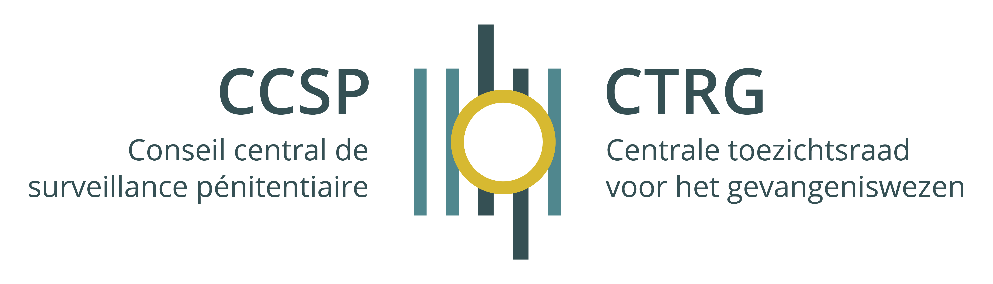 CCSP
Conseil central de
surveillance pénitentiaire
CTRG
Centrale toezichtsraad
voor het gevangeniswezen